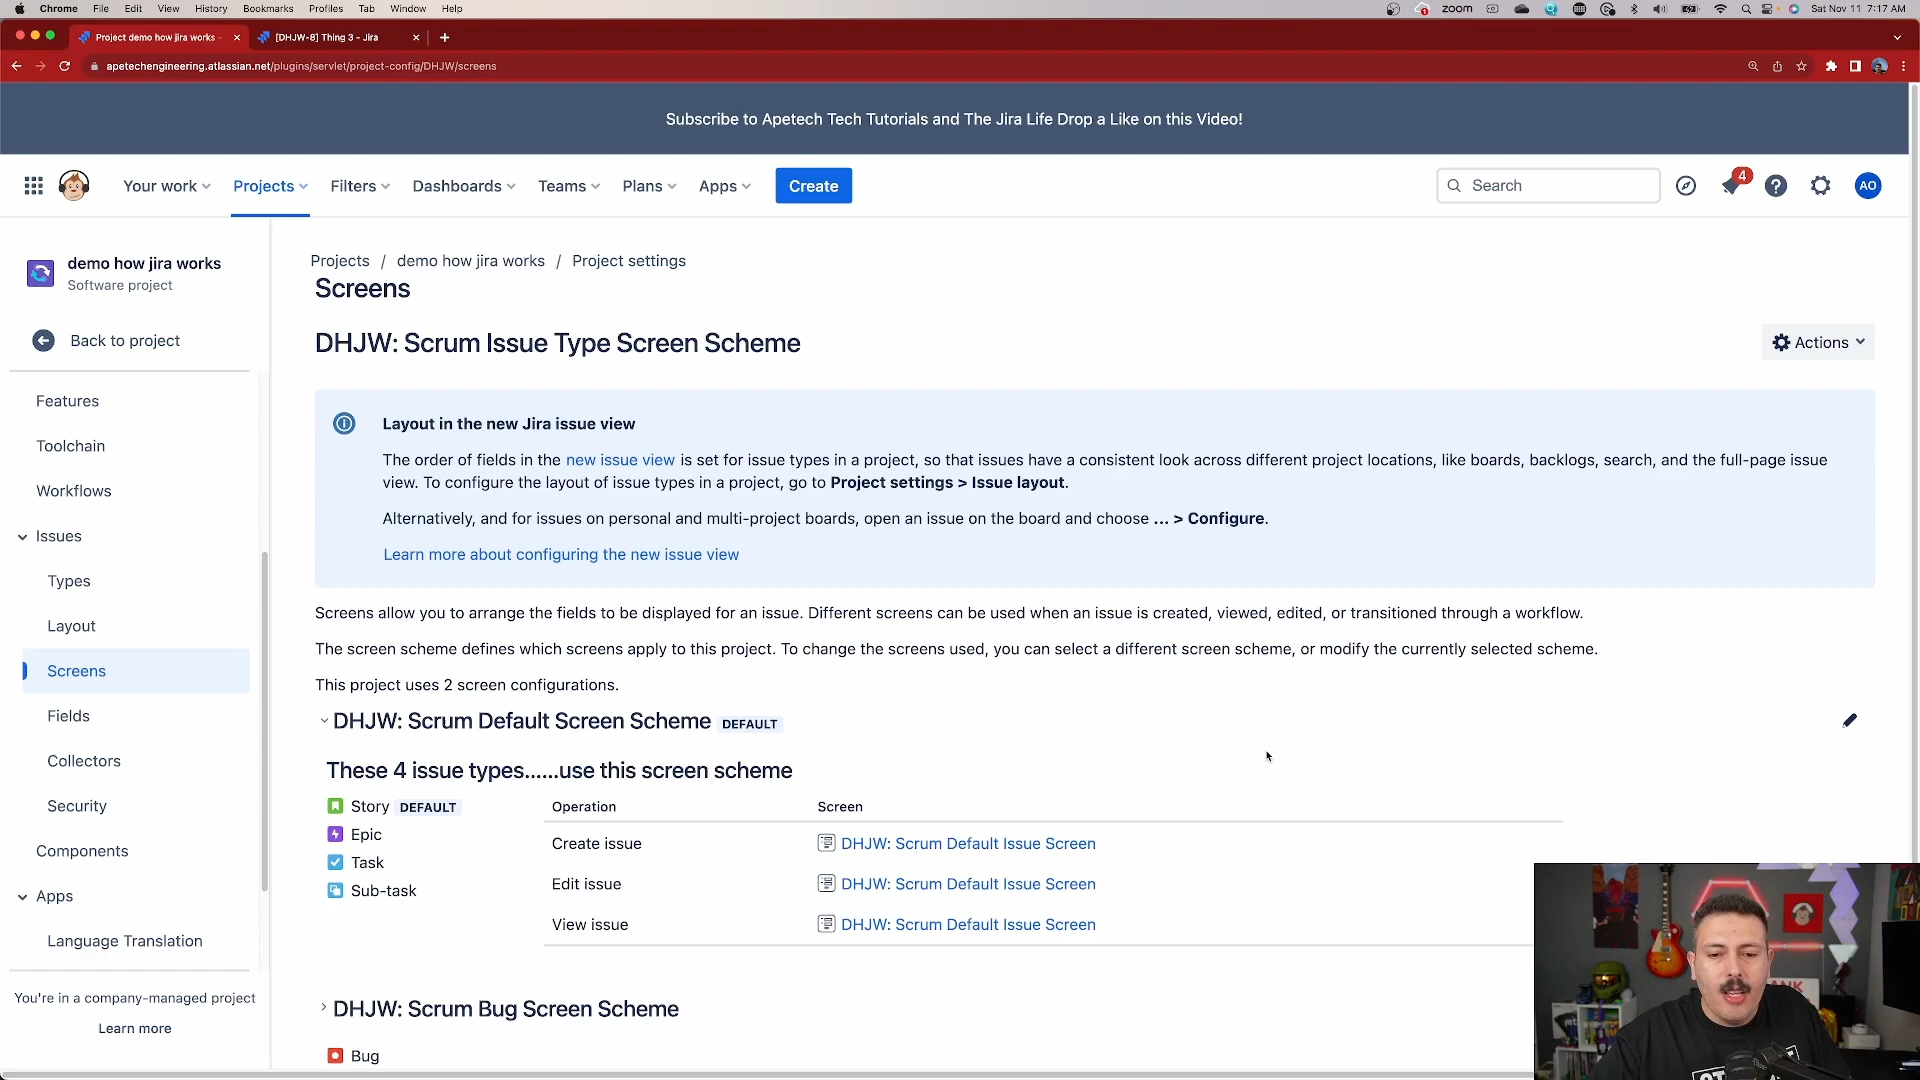 Chrome File Edit View History Bookmarks Profiles Tab Window Help
zoom
Sat Nov 11 7:17 AM
Project demo how jira works -
[DHJW-8] Thing 3 - Jira
apetechengineering.atlassian.net/plugins/servlet/project-config/DHJW/screens
Subscribe to Apetech Tech Tutorials and The Jira Life Drop a Like on this Video!
Your work Projects Filters Dashboards Teams Plans Apps Create
Search
4
AO
demo how jira works
Software project
Back to project
Features
Toolchain
Workflows
Issues
Types
Layout
Screens
Fields
Collectors
Security
Components
Apps
Language Translation
You're in a company-managed project
Learn more
Projects / demo how jira works / Project settings
Screens
DHJW: Scrum Issue Type Screen Scheme
Actions
Layout in the new Jira issue view
The order of fields in the new issue view is set for issue types in a project, so that issues have a consistent look across different project locations, like boards, backlogs, search, and the full-page issue
view. To configure the layout of issue types in a project, go to Project settings > Issue layout.
Alternatively, and for issues on personal and multi-project boards, open an issue on the board and choose ... > Configure.
Learn more about configuring the new issue view
Screens allow you to arrange the fields to be displayed for an issue. Different screens can be used when an issue is created, viewed, edited, or transitioned through a workflow.
The screen scheme defines which screens apply to this project. To change the screens used, you can select a different screen scheme, or modify the currently selected scheme.
This project uses 2 screen configurations.
DHJW: Scrum Default Screen Scheme DEFAULT
These 4 issue types......use this screen scheme
Story DEFAULT
Epic
Task
Sub-task
Operation Screen
Create issue DHJW: Scrum Default Issue Screen
Edit issue DHJW: Scrum Default Issue Screen
View issue DHJW: Scrum Default Issue Screen
DHJW: Scrum Bug Screen Scheme
Bug